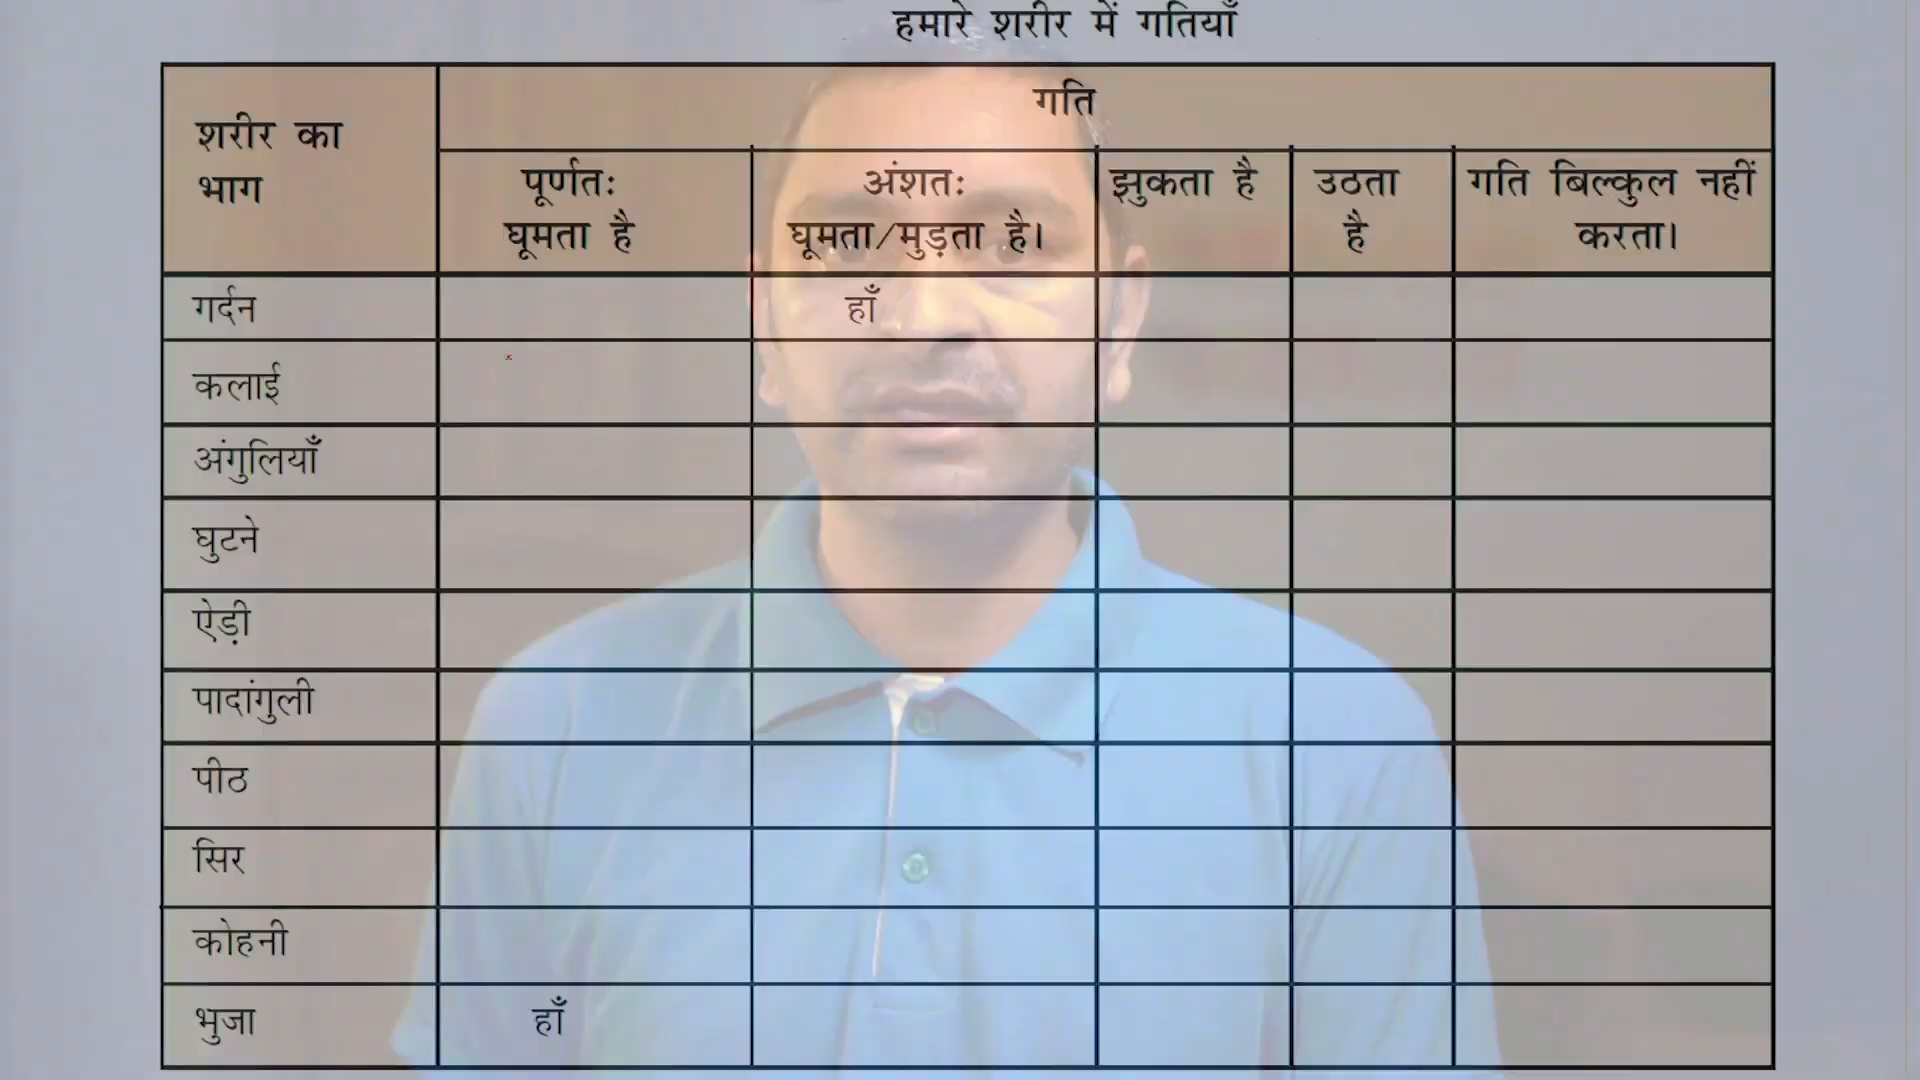 हमारे शरीर में गतियाँ
शरीर का
भाग
गति
पूर्णतः
घूमता है
अंशतः
घूमता/मुड़ता है।
झुकता है
उठता
है
गति बिल्कुल नहीं
करता।
गर्दन
हाँ
कलाई
अंगुलियाँ
घुटने
ऐड़ी
पादांगुली
पीठ
सिर
कोहनी
भुजा
हाँ